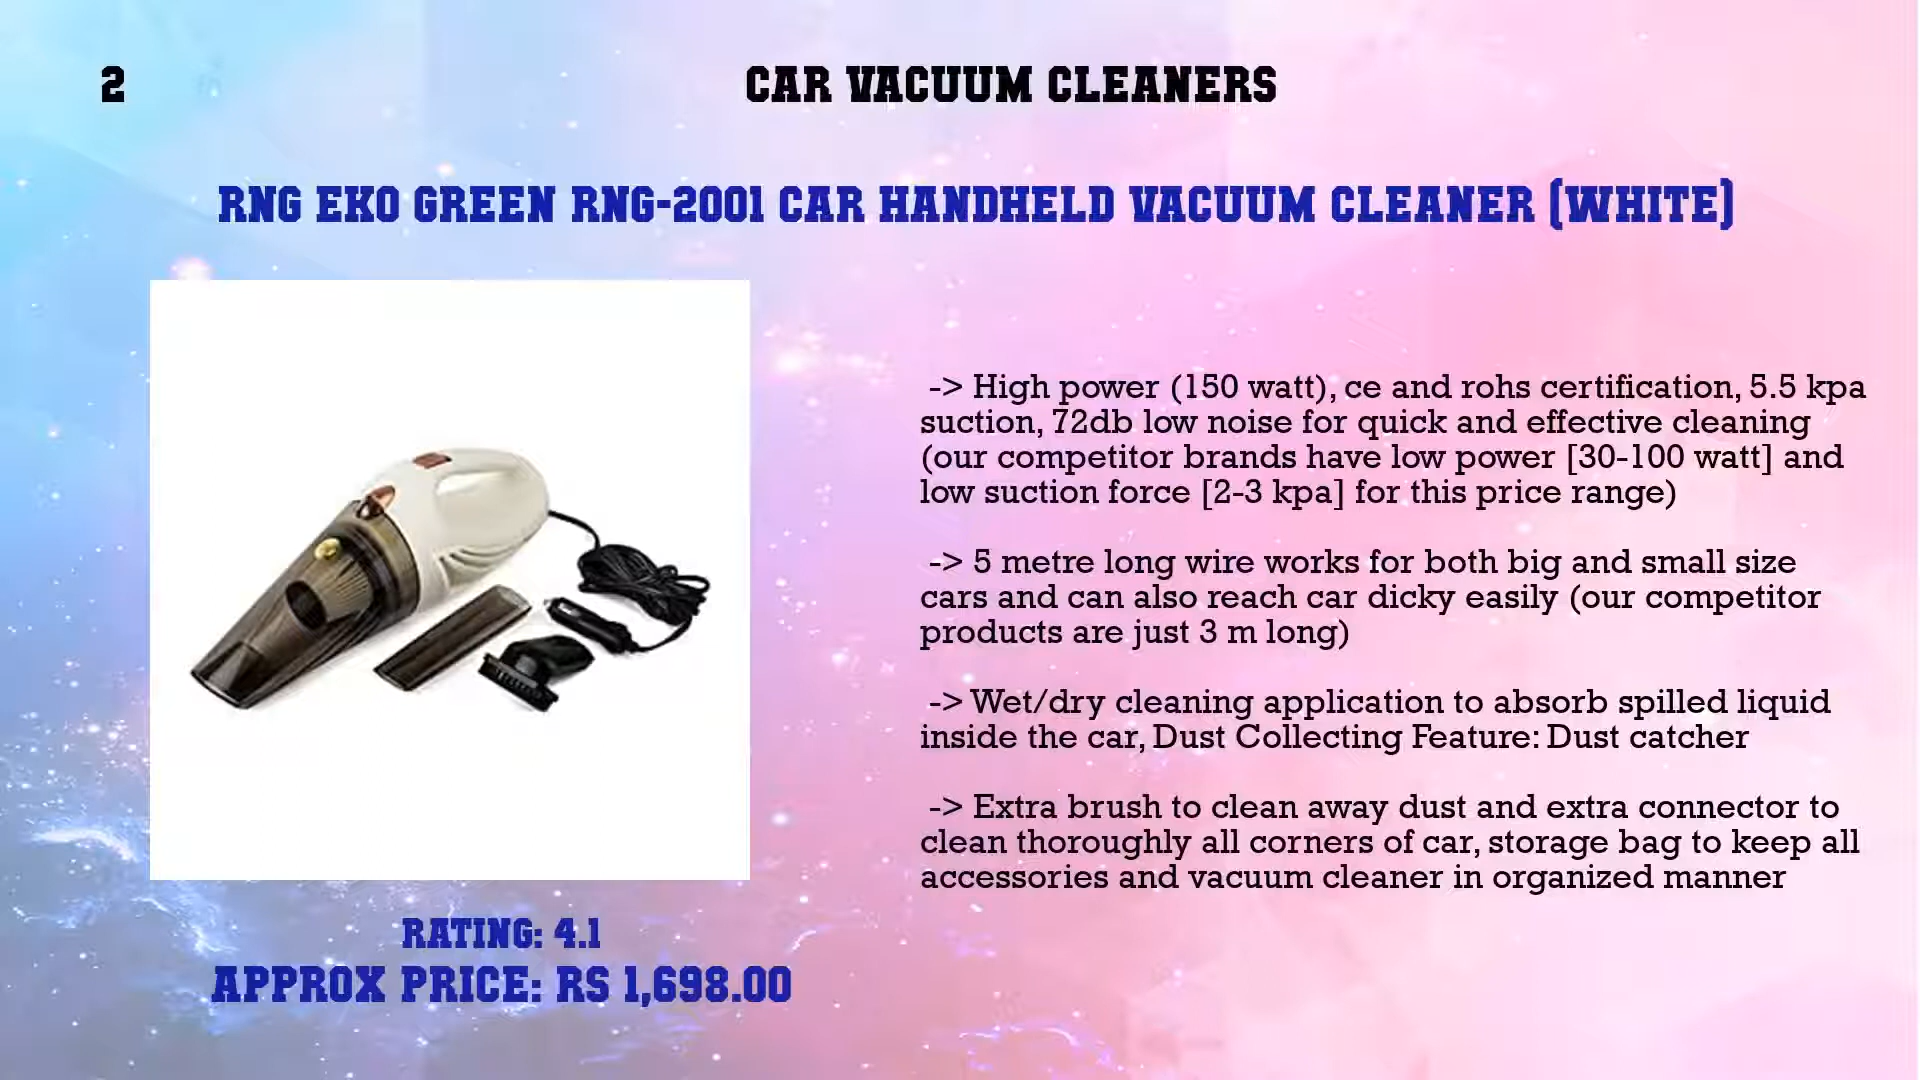 2
CAR VACUUM CLEANERS
RNG EKO GREEN RNG-2001 CAR HANDHELD VACUUM CLEANER (WHITE)
-> High power (150 watt), ce and rohs certification, 5.5 kpa
suction, 72db low noise for quick and effective cleaning
(our competitor brands have low power [30-100 watt] and
low suction force [2-3 kpa] for this price range)
-> 5 metre long wire works for both big and small size
cars and can also reach car dicky easily (our competitor
products are just 3 m long)
-> Wet/dry cleaning application to absorb spilled liquid
inside the car, Dust Collecting Feature: Dust catcher
-> Extra brush to clean away dust and extra connector to
clean thoroughly all corners of car, storage bag to keep all
accessories and vacuum cleaner in organized manner
RATING: 4.1
APPROX PRICE: RS 1,698.00